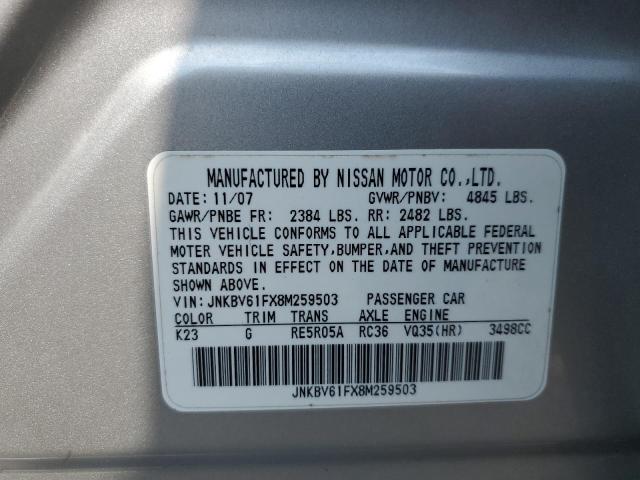 MANUFACTURED BY NISSAN MOTOR CO.,LTD.
DATE: 11/07 GVWR/PNBV: 4845 LBS.
GAWR/PNBE FR: 2384 LBS. RR: 2482 LBS.
THIS VEHICLE CONFORMS TO ALL APPLICABLE FEDERAL
MOTER VEHICLE SAFETY,BUMPER,AND THEFT PREVENTION
STANDARDS IN EFFECT ON THE DATE OF MANUFACTURE
SHOWN ABOVE.
VIN: JNKBV61FX8M259503 PASSENGER CAR
COLOR TRIM TRANS AXLE ENGINE
K23 G RE5R05A RC36 VQ35(HR) 3498CC
JNKBV61FX8M259503